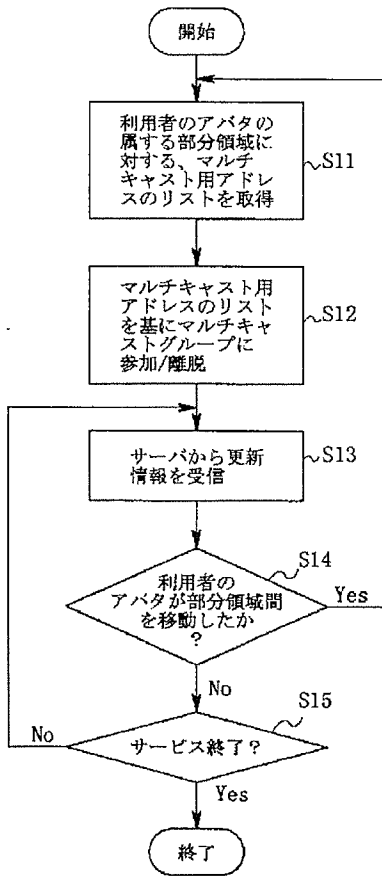 開始
利用者のアバタの
属する部分領域に
対する、マルチ
キャスト用アドレ
スのリストを取得
S11
マルチキャスト用
アドレスのリスト
を基にマルチキャ
ストグループに
参加/離脱
S12
サーバから更新
情報を受信
S13
S14
利用者の
アバタが部分領域間
を移動したか
?
Yes
No
S15
サービス終了?
No
Yes
終了